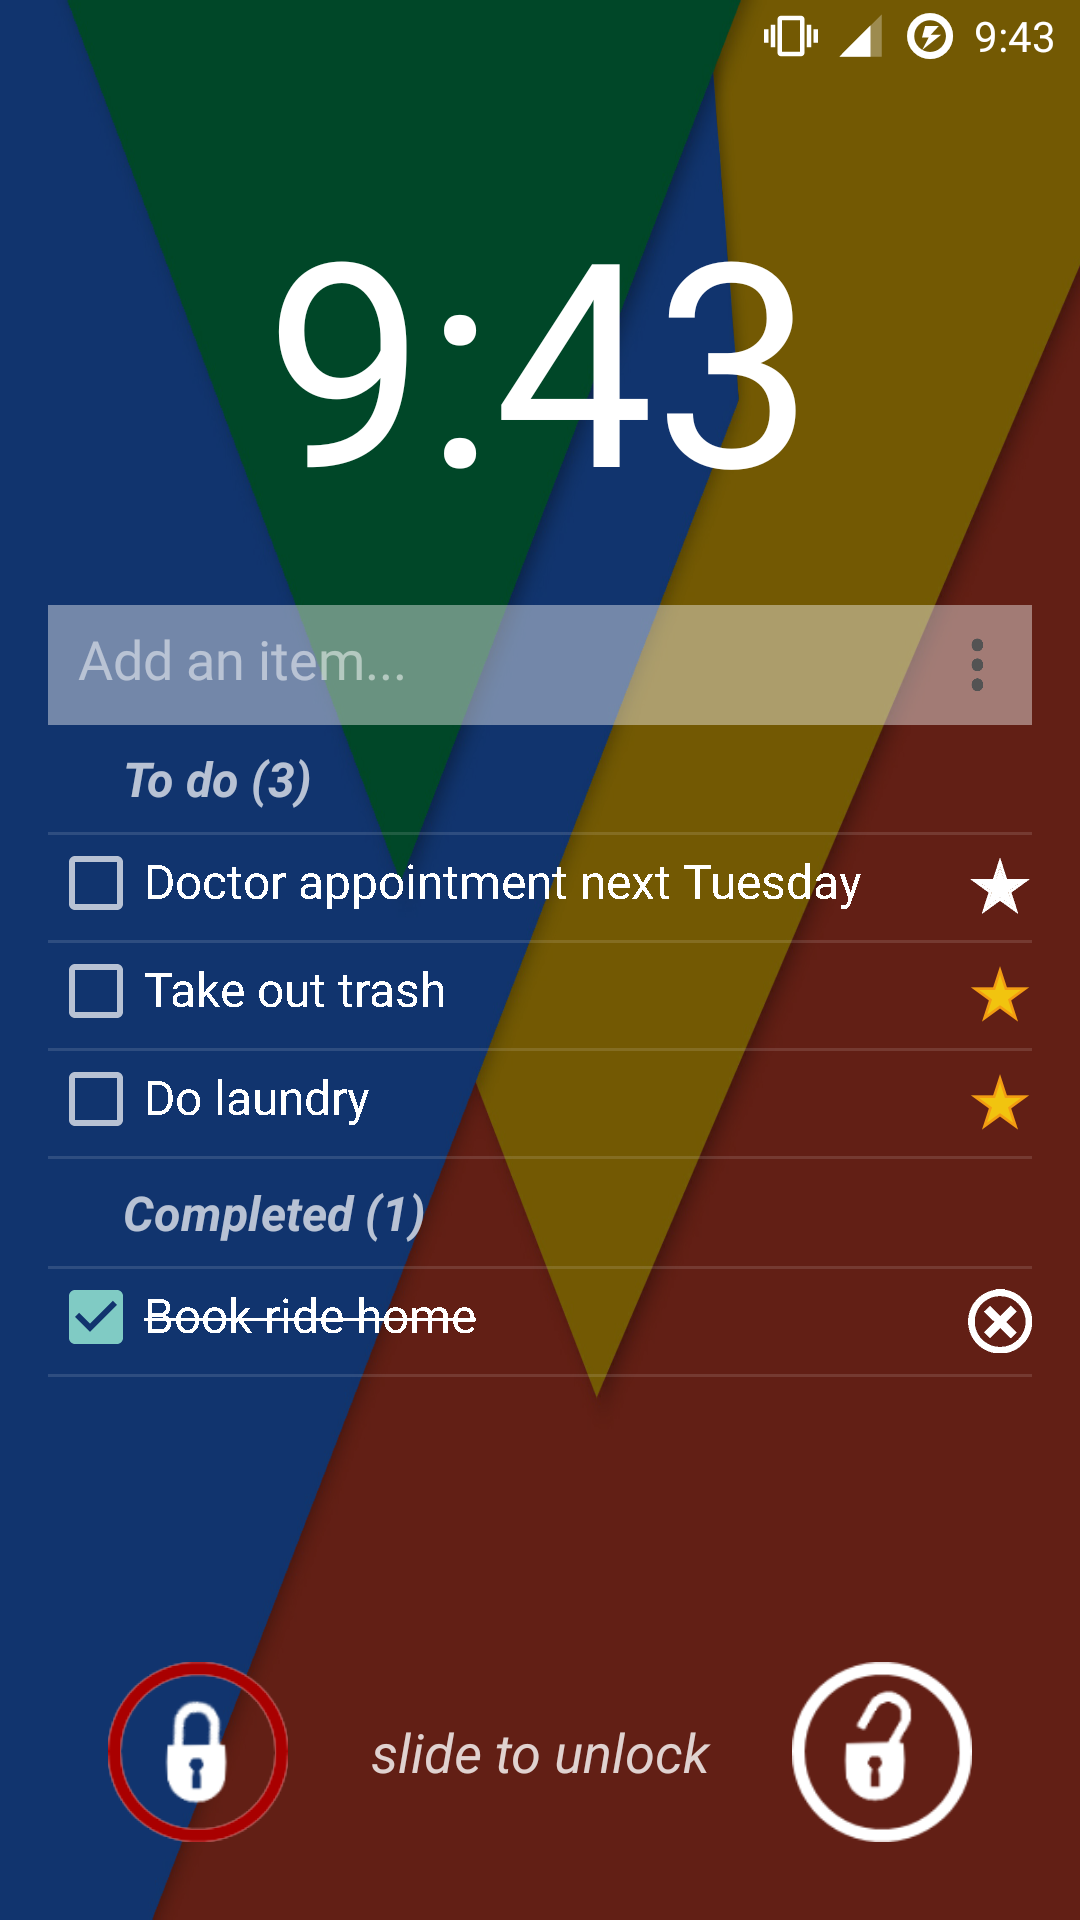 9:43
9:43
Add an item...
To do (3)
Doctor appointment next Tuesday
Take out trash
Do laundry
Completed (1)
Book ride home
slide to unlock